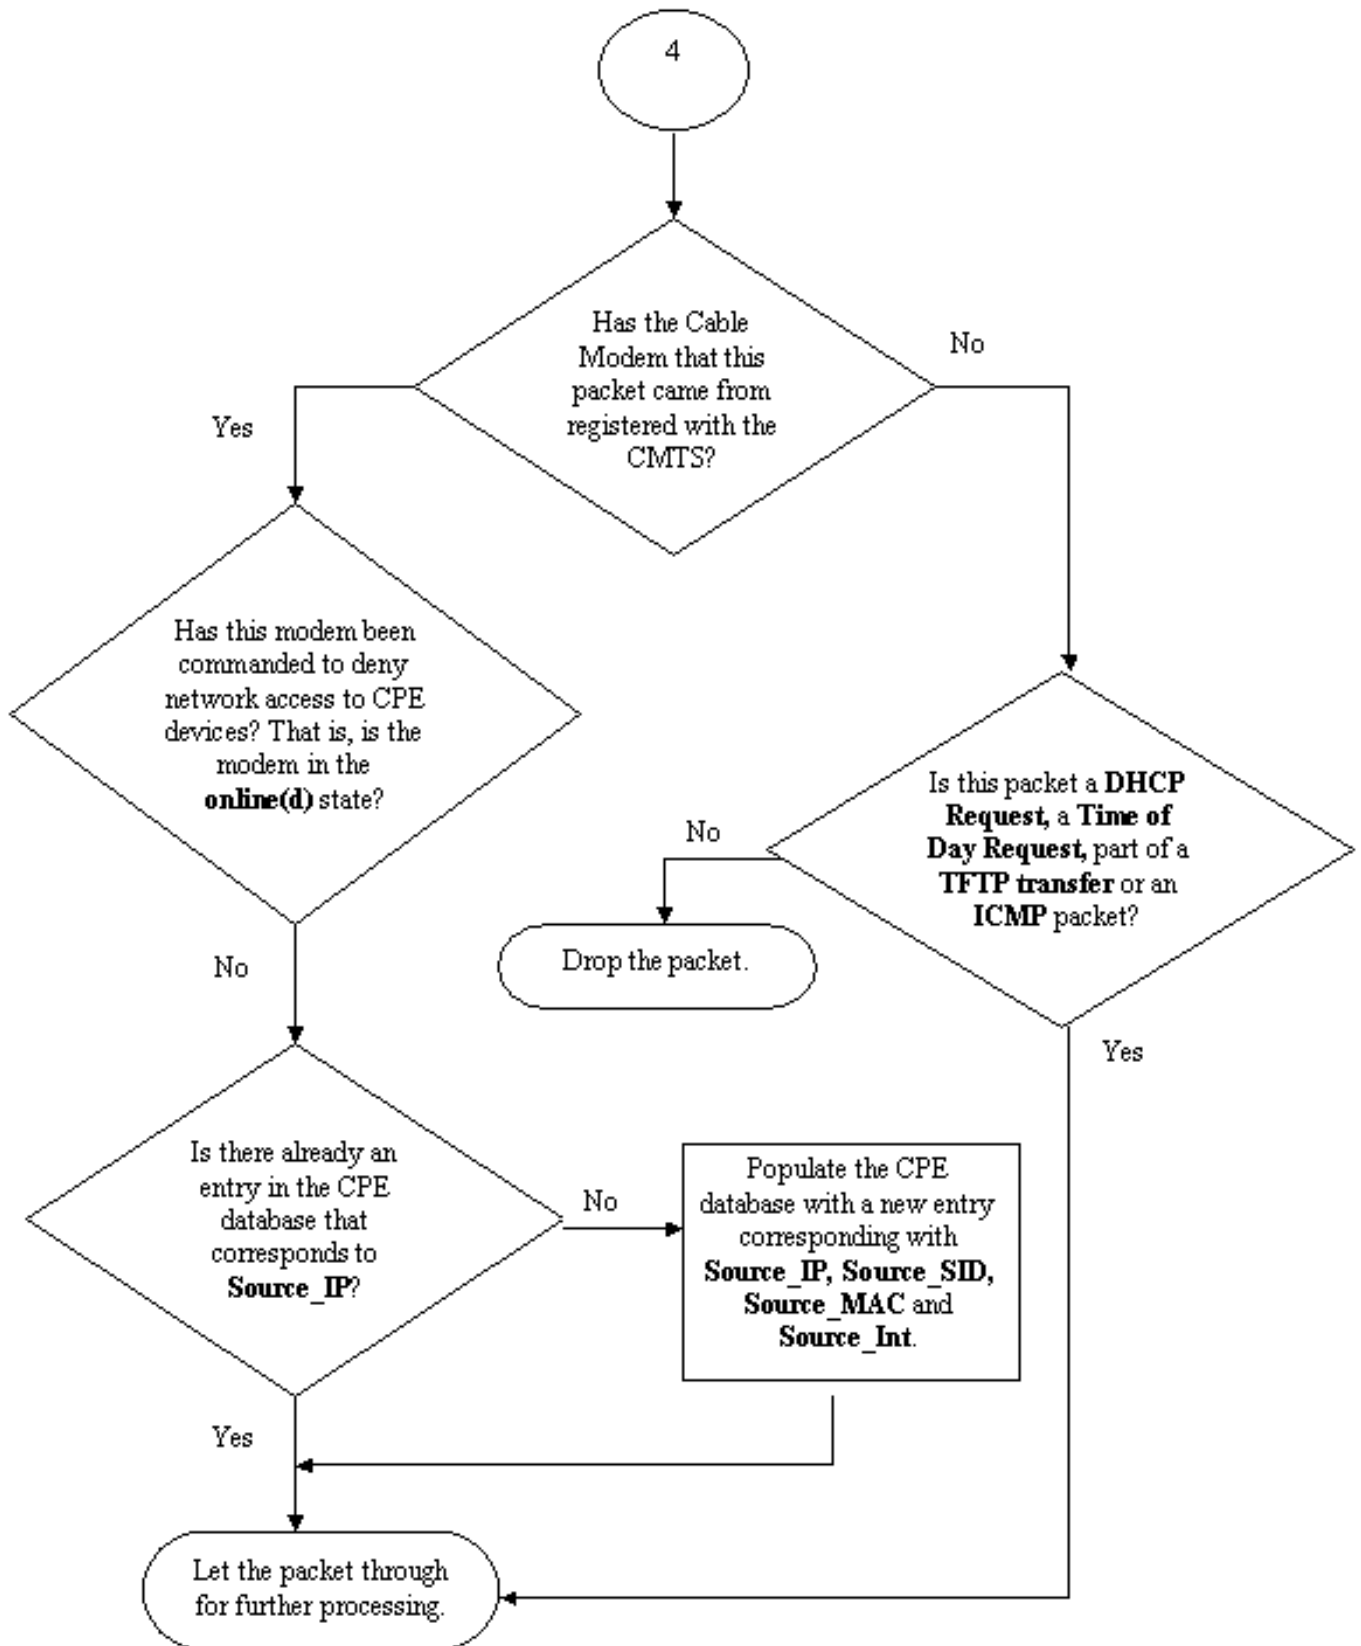 4
Has the Cable
Modem that this
packet came from
registered with the
CMTS?
No
Yes
Has this modem been
commanded to deny
network access to CPE
devices? That is, is the
modem in the
online(d) state?
Is this packet a DHCP
Request, a Time of
Day Request, part of a
TFTP transfer or an
ICMP packet?
No
Drop the packet.
No
Yes
Is there already an
entry in the CPE
database that
corresponds to
Source_IP?
No
Populate the CPE
database with a new entry
corresponding with
Source_IP, Source_SID,
Source_MAC and
Source_Int.
Yes
Let the packet through
for further processing.